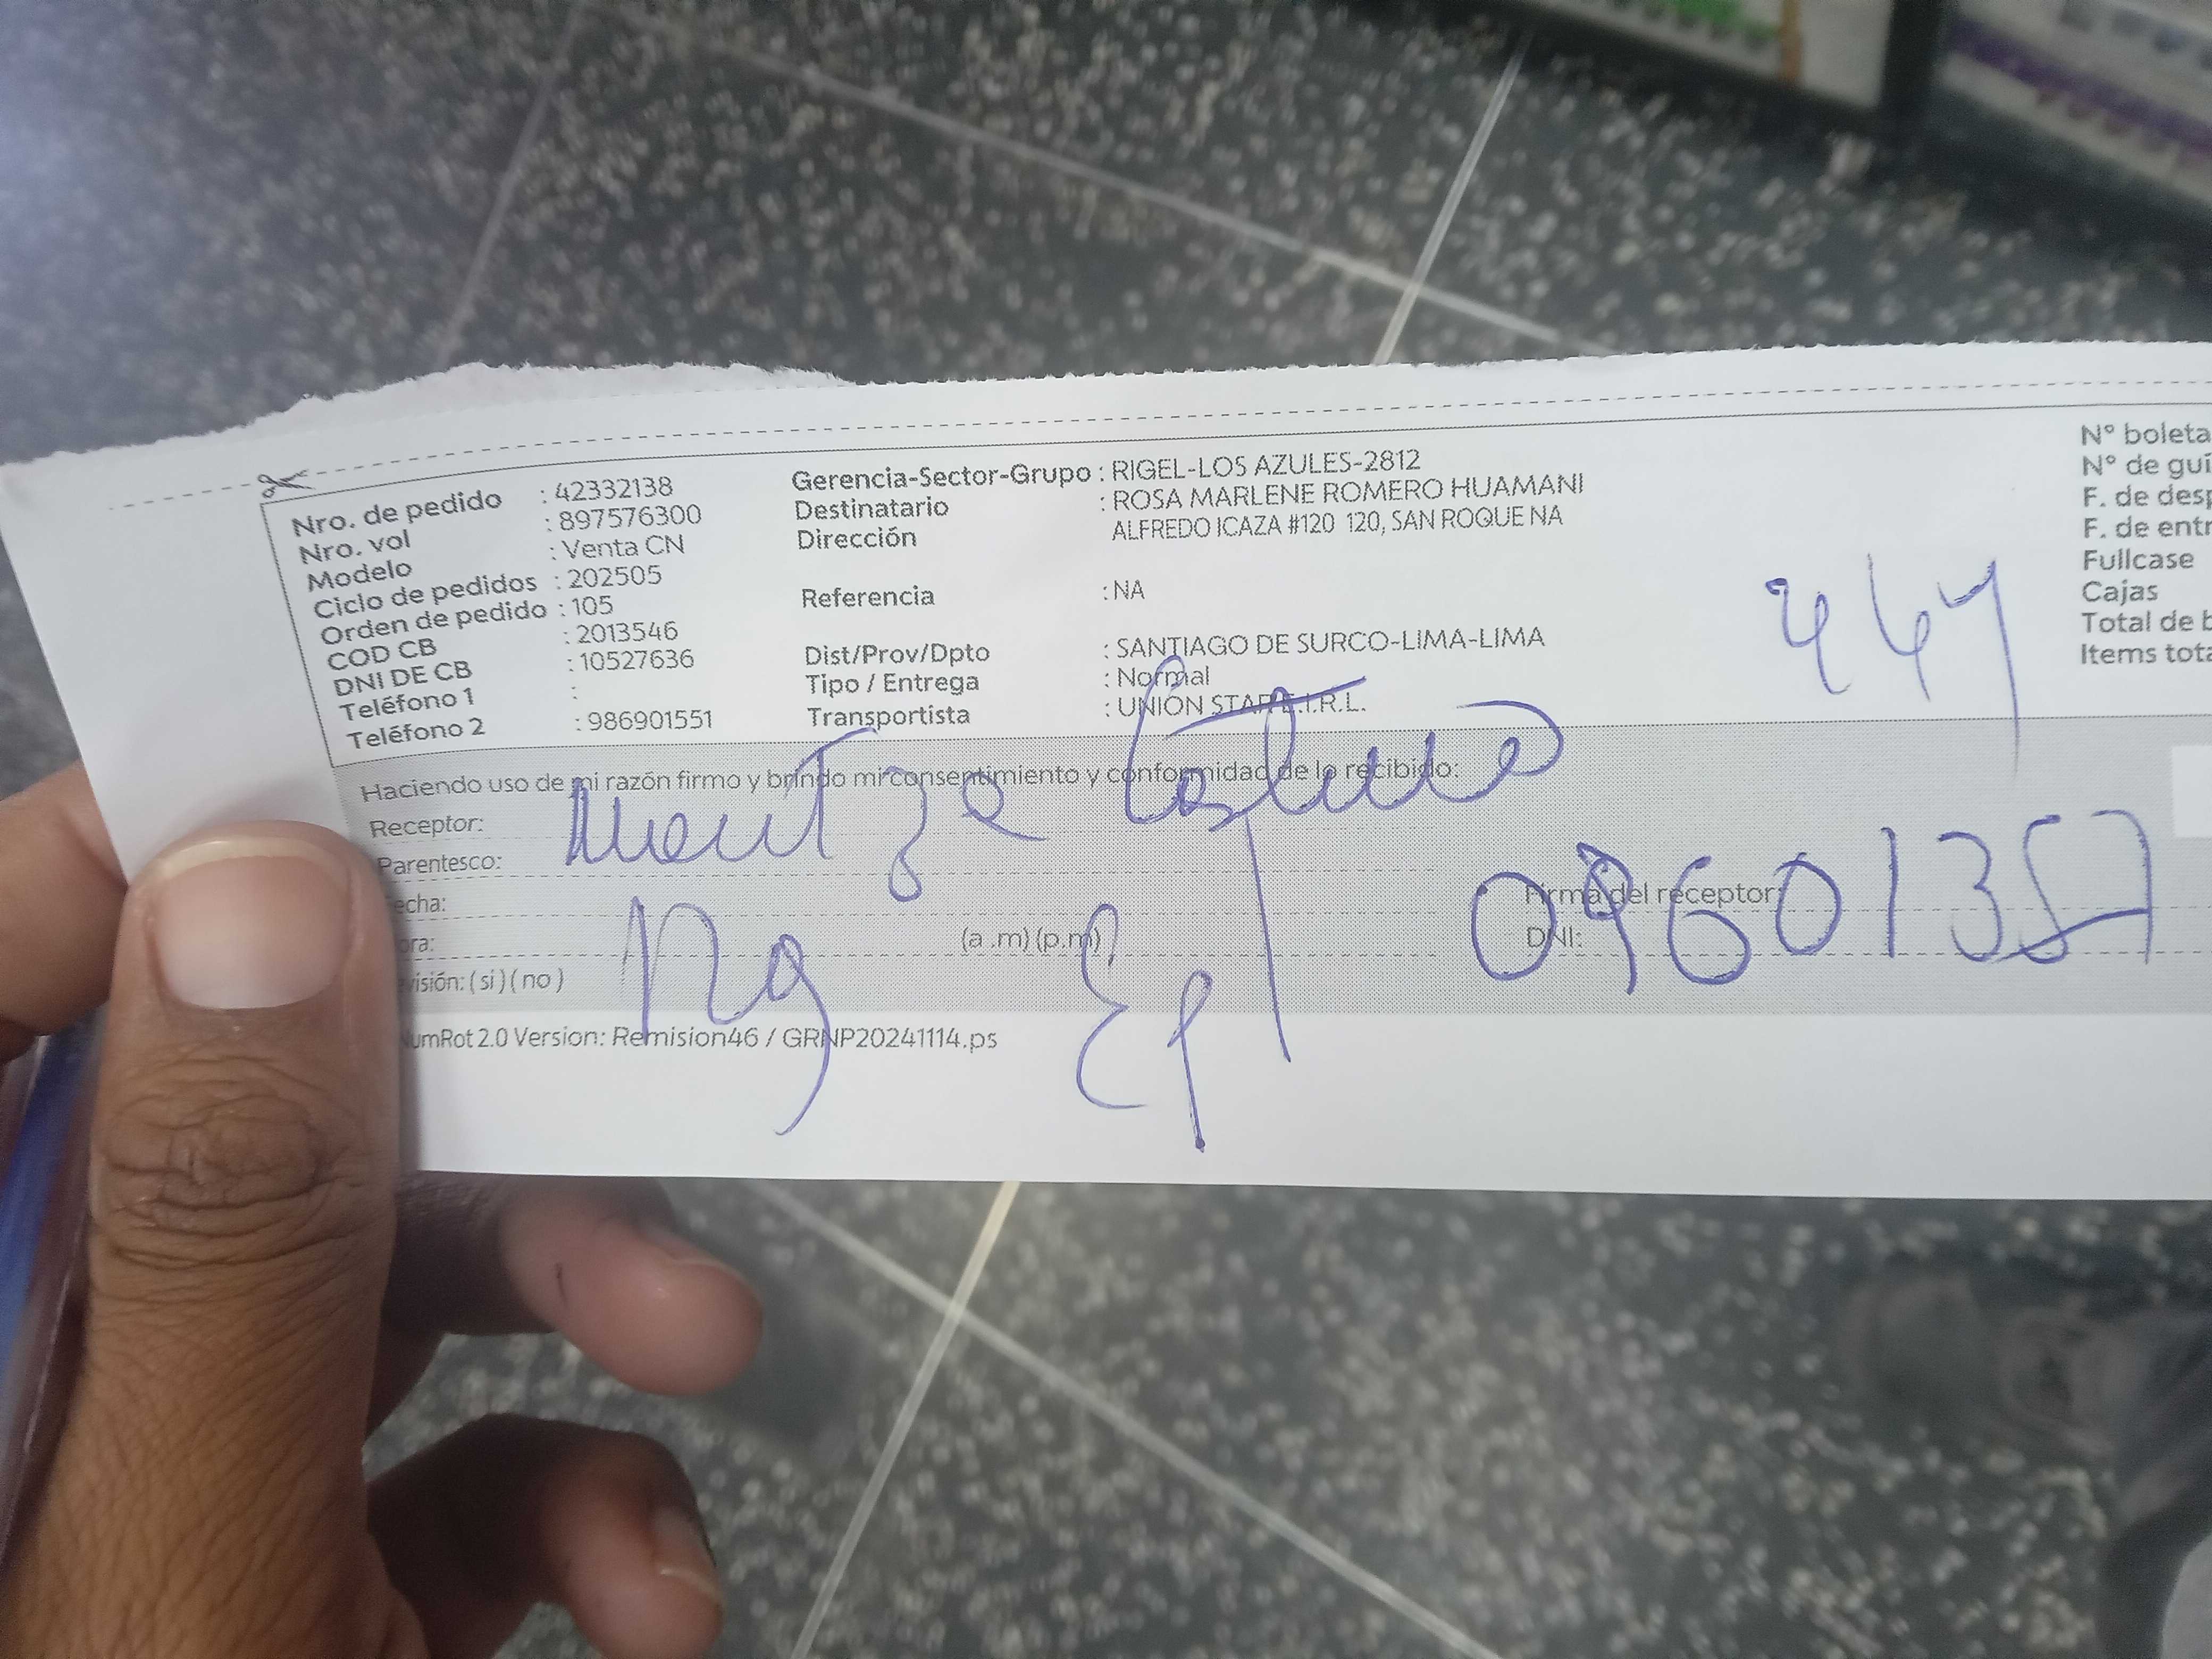 Nro. de pedido : 42332138
Nro. vol : 897576300
Modelo : Venta CN
Ciclo de pedidos : 202505
Orden de pedido : 105
COD CB : 2013546
DNI DE CB : 10527636
Teléfono 1 :
Teléfono 2 : 986901551
Gerencia-Sector-Grupo : RIGEL-LOS AZULES-2812
Destinatario : ROSA MARLENE ROMERO HUAMANI
Dirección ALFREDO ICAZA #120 120, SAN ROQUE NA
Referencia : NA
Dist/Prov/Dpto : SANTIAGO DE SURCO-LIMA-LIMA
Tipo / Entrega : Normal
Transportista : UNION STAR E.I.R.L.
N° boleta
N° de guí
F. de desp
F. de entr
Fullcase
Cajas
Total de b
Items tota
Haciendo uso de mi razón firmo y brindo mi consentimiento y conformidad de lo recibido:
Receptor:
Parentesco:
echa:
ora: (a .m) (p.m)
visión: ( si ) ( no )
Firma del receptor:
DNI:
09601357
umRot 2.0 Version: Remision46 / GRNP20241114.ps